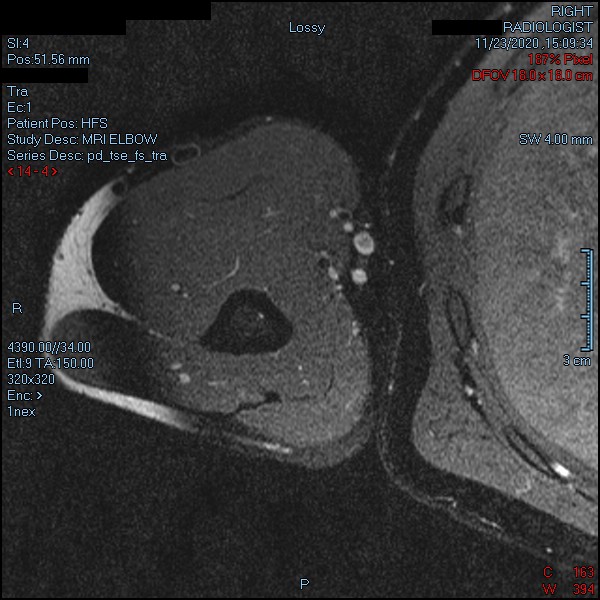 Lossy
RIGHT
RADIOLOGIST
11/23/2020 ,15:09:34
187% Pixel
DFOV 18.0 x 18.0 cm
SI:4
Pos:51.56 mm
Tra
Ec:1
Patient Pos: HFS
Study Desc: MRI ELBOW
Series Desc: pd_tse_fs_tra
< 14 - 4 >
SW 4.00 mm
R
4390.00//34.00
Etl:9 TA:150.00
320x320
Enc: >
1nex
3 cm
P
C 163
W 394